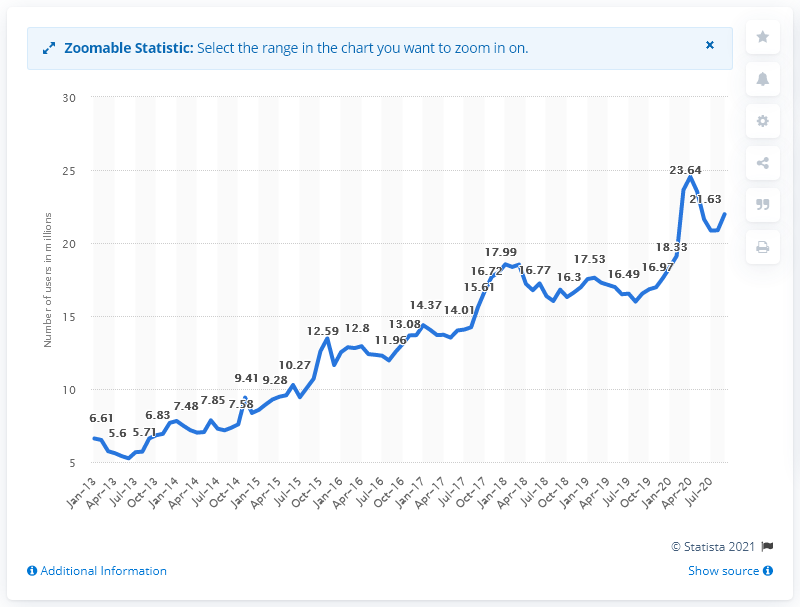 Zoomable Statistic: Select the range in the chart you want to zoom in on.
30
25
20
15
10
5
Number of users in millions
6.61
5.6
5.71
6.83
7.48
7.85
7.58
9.41
9.28
10.27
12.59
12.8
11.96
13.08
14.37
14.01
15.61
16.72
17.99
16.77
16.3
17.53
16.49
16.97
18.33
23.64
21.63
Jan–13
Apr–13
Jul–13
Oct–13
Jan–14
Apr–14
Jul–14
Oct–14
Jan–15
Apr–15
Jul–15
Oct–15
Jan–16
Apr–16
Jul–16
Oct–16
Jan–17
Apr–17
Jul–17
Oct–17
Jan–18
Apr–18
Jul–18
Oct–18
Jan–19
Apr–19
Jul–19
Oct–19
Jan–20
Apr–20
Jul–20
© Statista 2021
Additional Information
Show source